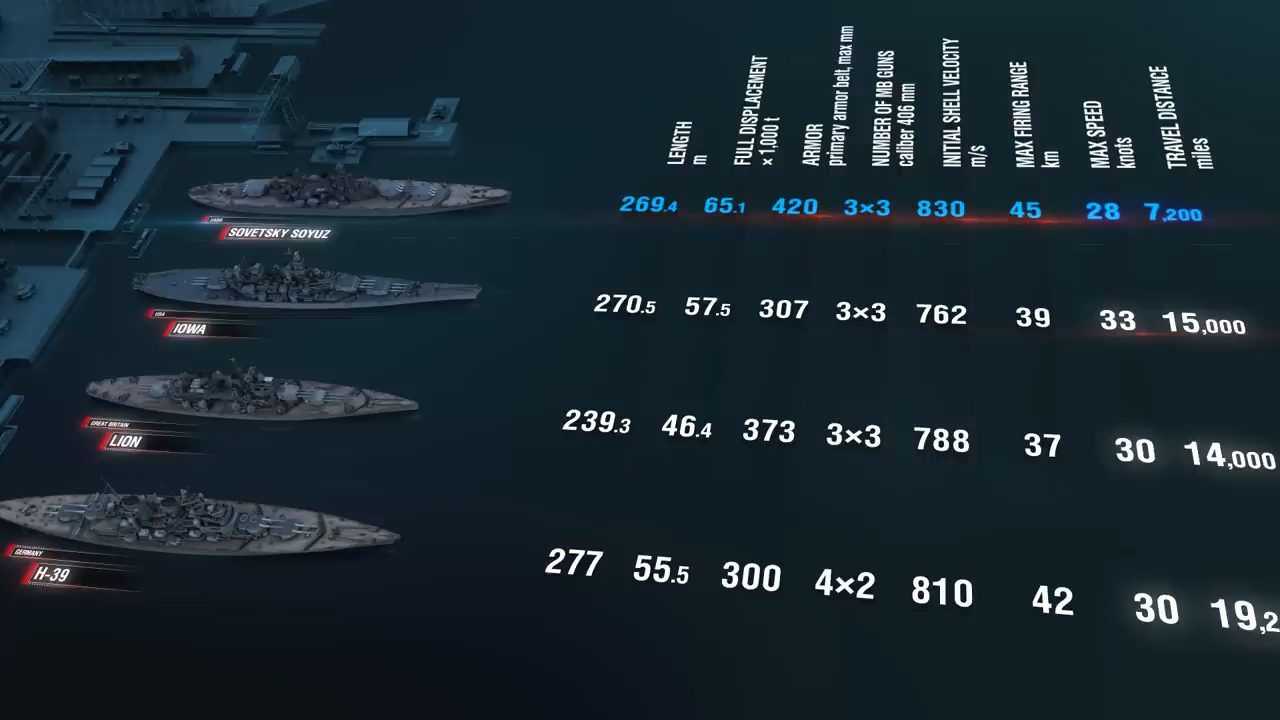 LENGTH
m
FULL DISPLACEMENT
× 1,000 t
ARMOR
primary armor belt, max mm
NUMBER OF MB GUNS
caliber 406 mm
INITIAL SHELL VELOCITY
m/s
MAX FIRING RANGE
km
MAX SPEED
knots
TRAVEL DISTANCE
miles
USSR
SOVETSKY SOYUZ
269.4 65.1 420 3×3 830 45 28 7,200
USA
IOWA
270.5 57.5 307 3×3 762 39 33 15,000
GREAT BRITAIN
LION
239.3 46.4 373 3×3 788 37 30 14,000
GERMANY
H-39
277 55.5 300 4×2 810 42 30 19,2